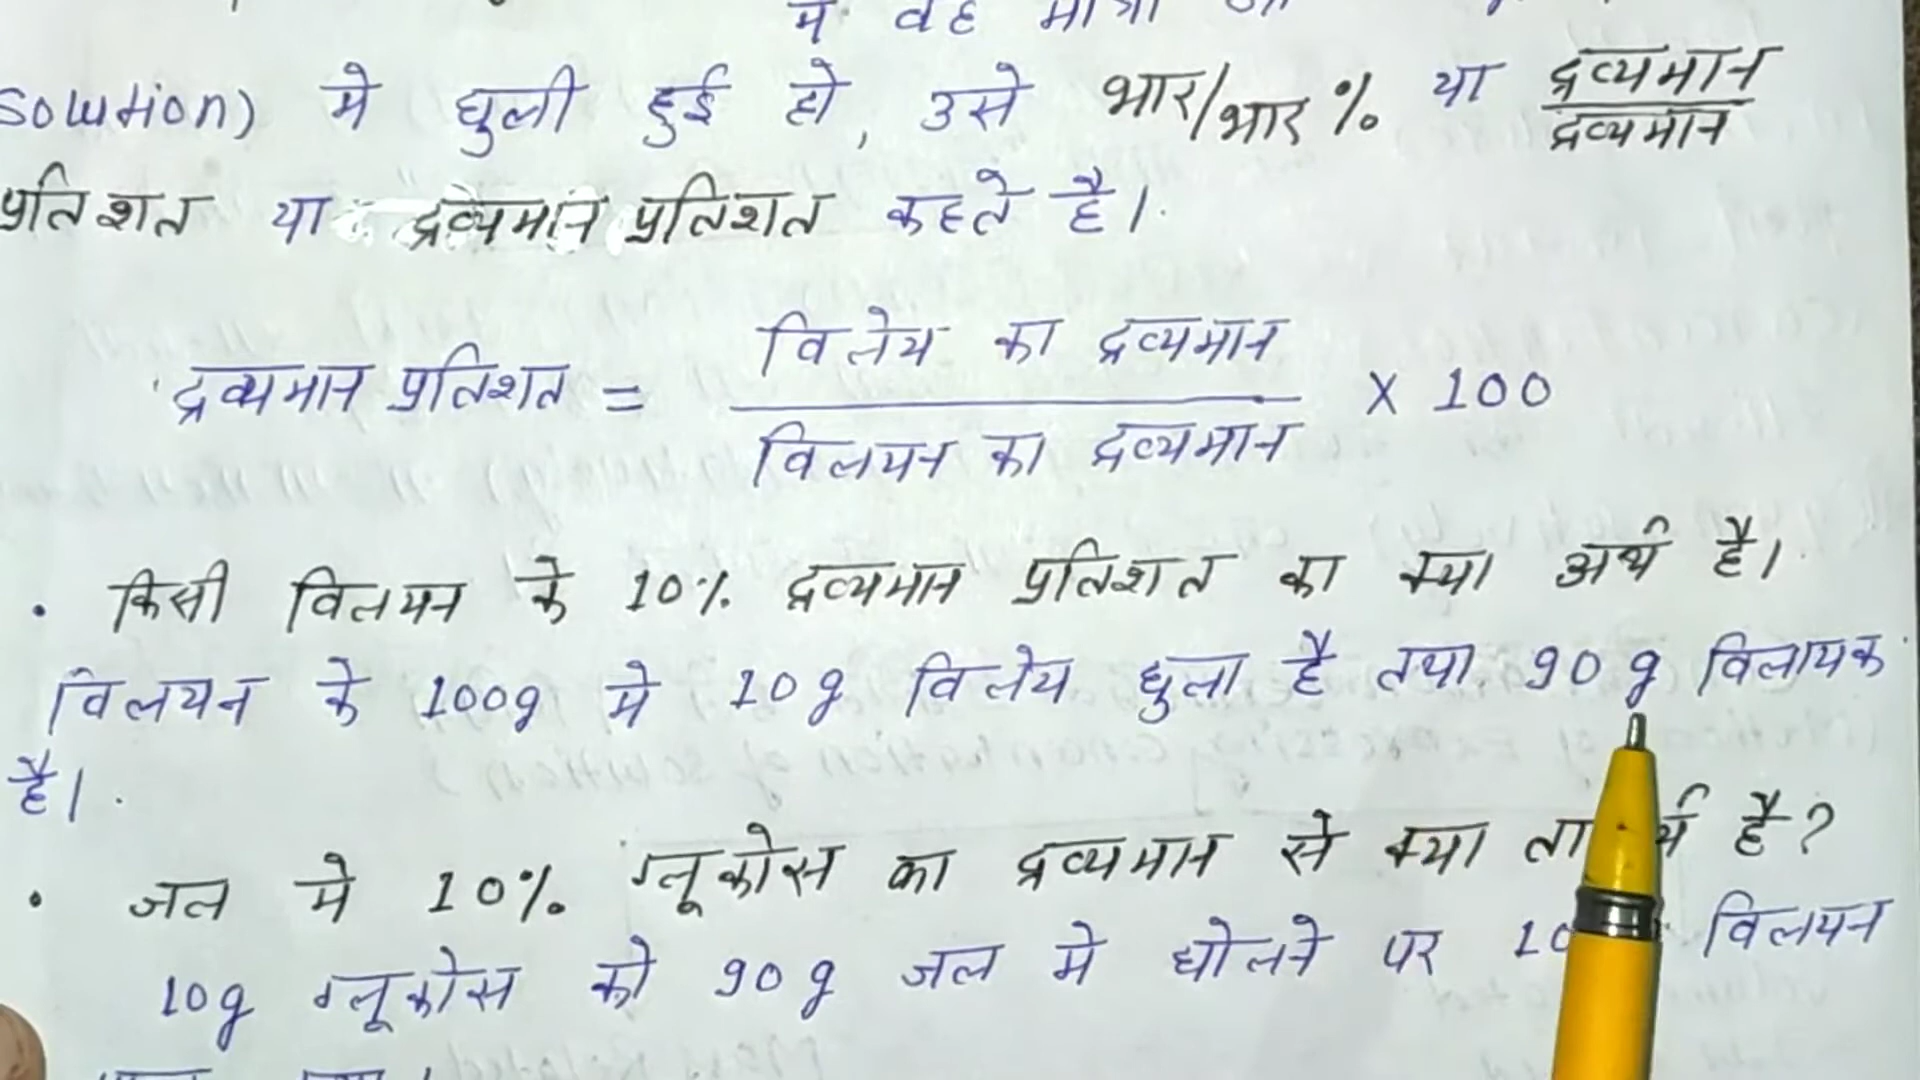 में वह मात्रा
solution) मे घुली हुई हो, उसे भार/भार % या द्रव्यमान/द्रव्यमान
प्रतिशत या द्रव्यमान प्रतिशत कहते है।
द्रव्यमान प्रतिशत = विलेय का द्रव्यमान / विलयन का द्रव्यमान X 100
• किसी विलयन के 10% द्रव्यमान प्रतिशत का क्या अर्थ है।
विलयन के 100g मे 10g विलेय घुला है तथा 90g विलायक
है।
• जल मे 10% ग्लूकोस का द्रव्यमान से क्या है?
10g ग्लूकोस को 90g जल मे घोलने पर विलयन